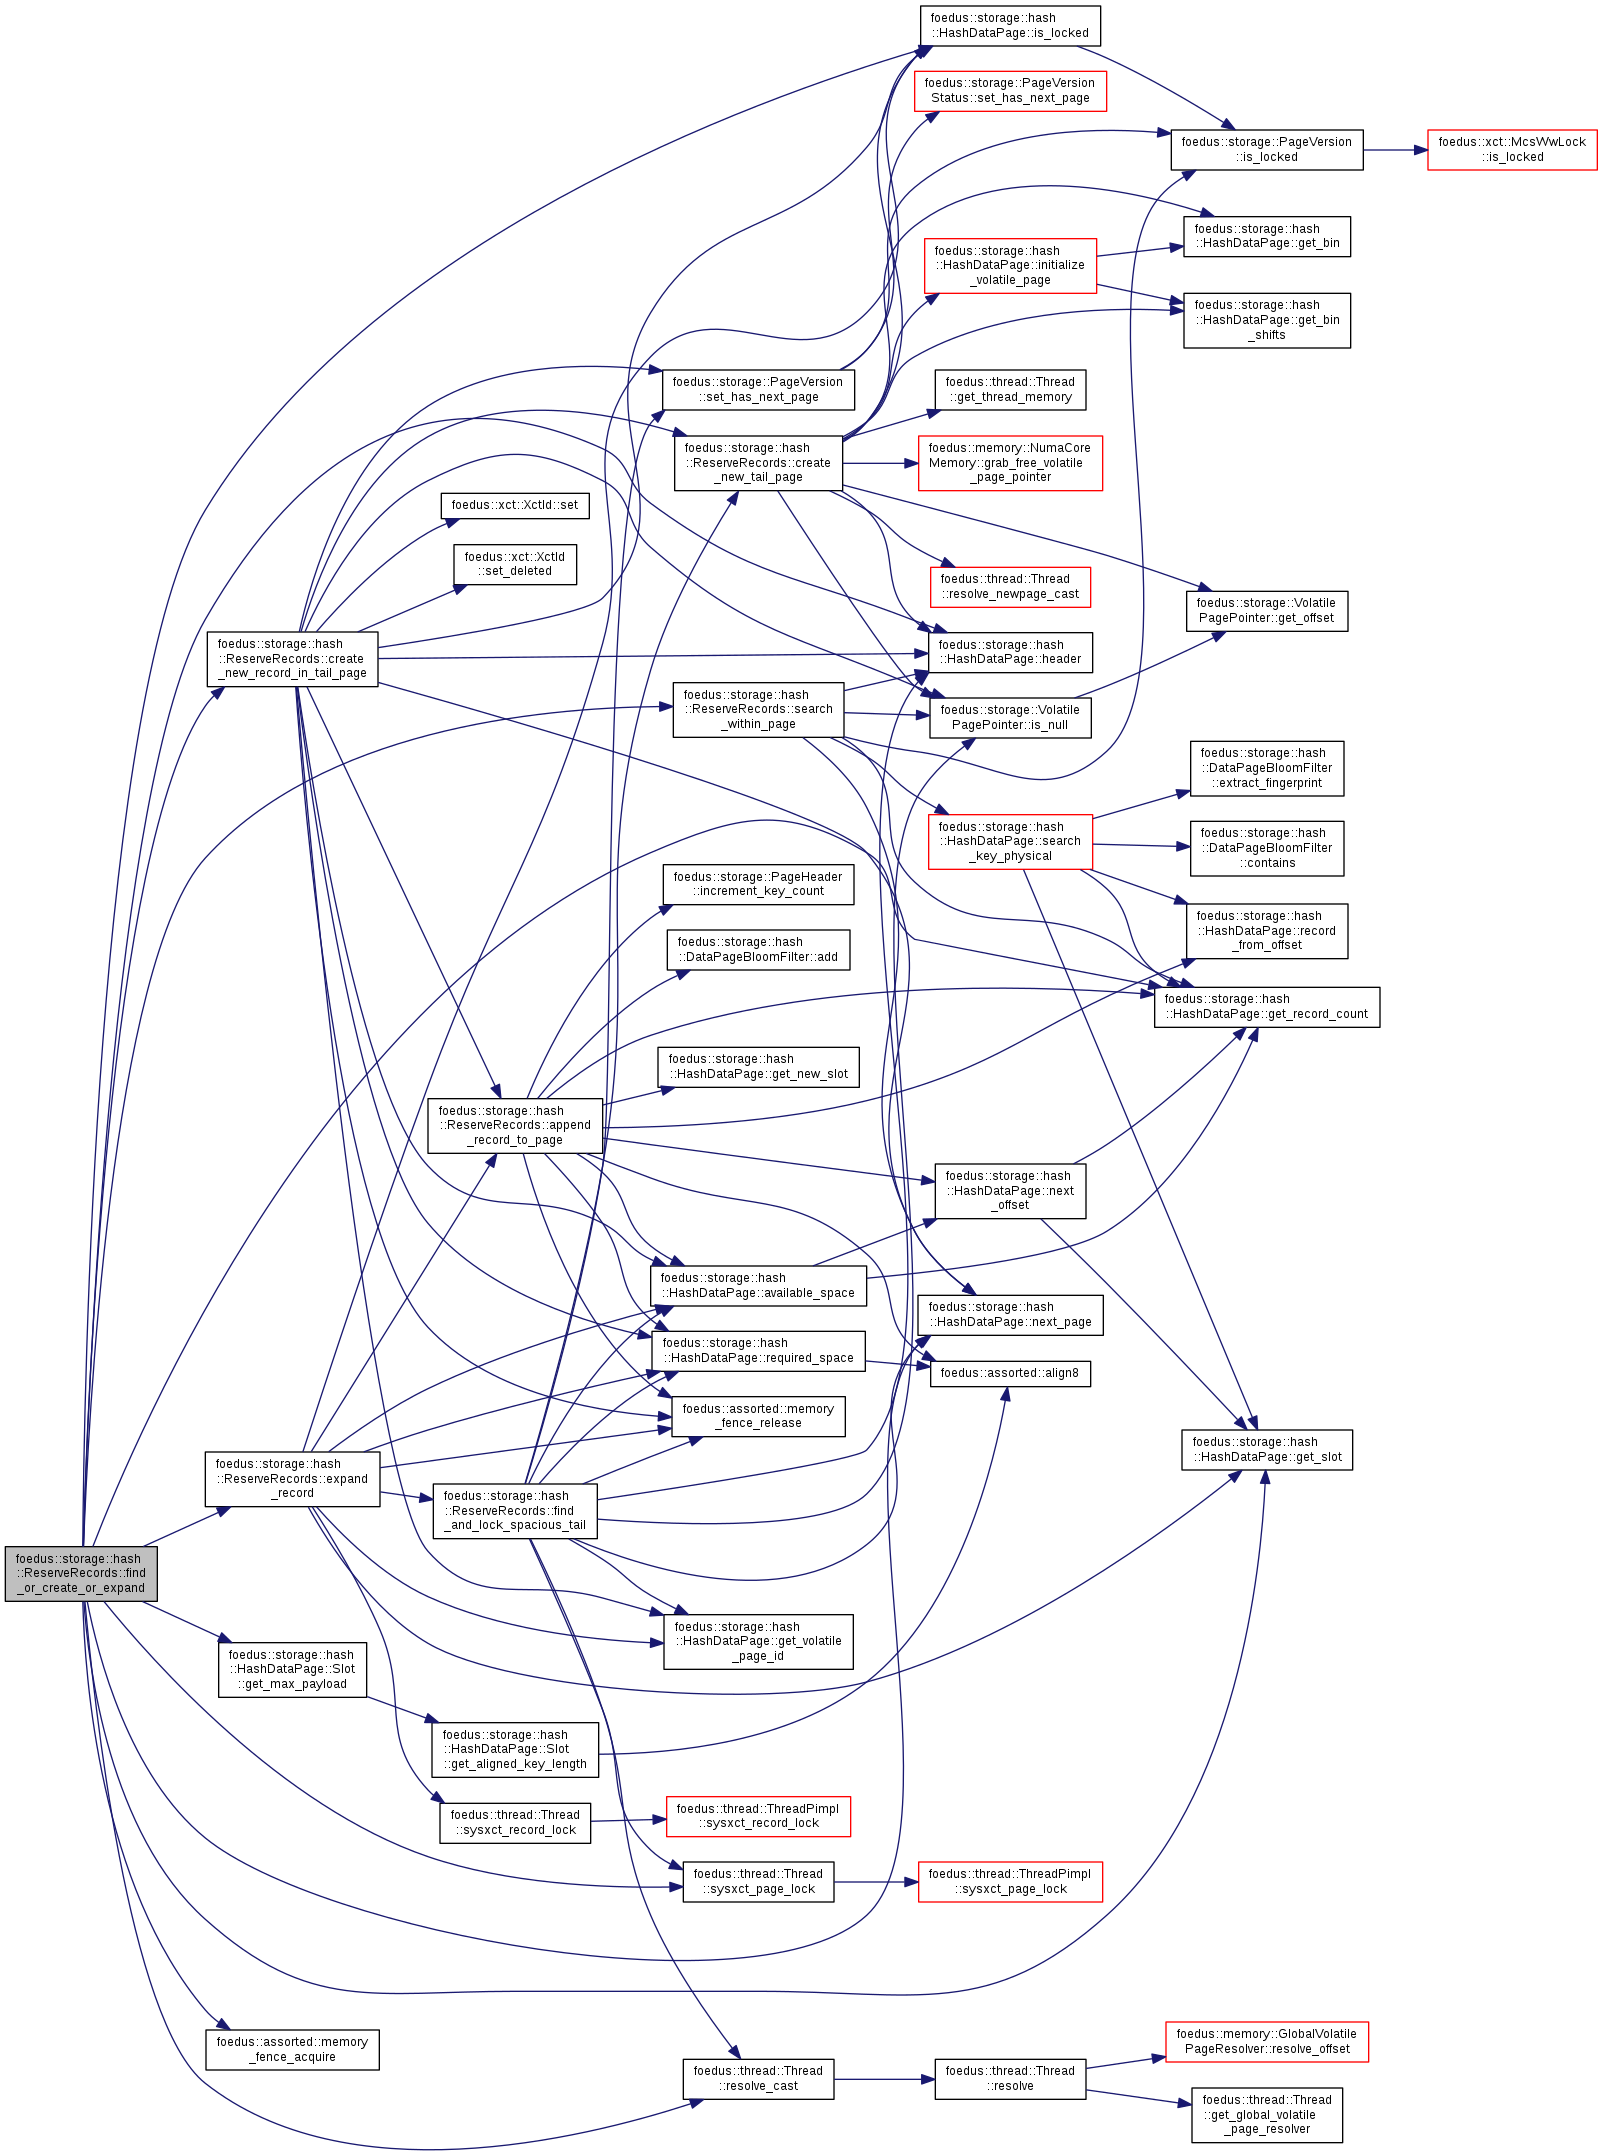 foedus::storage::hash
::HashDataPage::is_locked
foedus::storage::PageVersion
Status::set_has_next_page
foedus::storage::PageVersion
::is_locked
foedus::xct::McsWwLock
::is_locked
foedus::storage::hash
::HashDataPage::get_bin
foedus::storage::hash
::HashDataPage::initialize
_volatile_page
foedus::storage::hash
::HashDataPage::get_bin
_shifts
foedus::storage::PageVersion
::set_has_next_page
foedus::thread::Thread
::get_thread_memory
foedus::storage::hash
::ReserveRecords::create
_new_tail_page
foedus::memory::NumaCore
Memory::grab_free_volatile
_page_pointer
foedus::xct::XctId::set
foedus::xct::XctId
::set_deleted
foedus::thread::Thread
::resolve_newpage_cast
foedus::storage::Volatile
PagePointer::get_offset
foedus::storage::hash
::ReserveRecords::create
_new_record_in_tail_page
foedus::storage::hash
::HashDataPage::header
foedus::storage::hash
::ReserveRecords::search
_within_page
foedus::storage::Volatile
PagePointer::is_null
foedus::storage::hash
::DataPageBloomFilter
::extract_fingerprint
foedus::storage::hash
::HashDataPage::search
_key_physical
foedus::storage::hash
::DataPageBloomFilter
::contains
foedus::storage::PageHeader
::increment_key_count
foedus::storage::hash
::HashDataPage::record
_from_offset
foedus::storage::hash
::DataPageBloomFilter::add
foedus::storage::hash
::HashDataPage::get_record_count
foedus::storage::hash
::HashDataPage::get_new_slot
foedus::storage::hash
::ReserveRecords::append
_record_to_page
foedus::storage::hash
::HashDataPage::next
_offset
foedus::storage::hash
::HashDataPage::available_space
foedus::storage::hash
::HashDataPage::next_page
foedus::storage::hash
::HashDataPage::required_space
foedus::assorted::align8
foedus::assorted::memory
_fence_release
foedus::storage::hash
::HashDataPage::get_slot
foedus::storage::hash
::ReserveRecords::expand
_record
foedus::storage::hash
::ReserveRecords::find
_and_lock_spacious_tail
foedus::storage::hash
::ReserveRecords::find
_or_create_or_expand
foedus::storage::hash
::HashDataPage::get_volatile
_page_id
foedus::storage::hash
::HashDataPage::Slot
::get_max_payload
foedus::storage::hash
::HashDataPage::Slot
::get_aligned_key_length
foedus::thread::Thread
::sysxct_record_lock
foedus::thread::ThreadPimpl
::sysxct_record_lock
foedus::thread::Thread
::sysxct_page_lock
foedus::thread::ThreadPimpl
::sysxct_page_lock
foedus::assorted::memory
_fence_acquire
foedus::thread::Thread
::resolve_cast
foedus::thread::Thread
::resolve
foedus::memory::GlobalVolatile
PageResolver::resolve_offset
foedus::thread::Thread
::get_global_volatile
_page_resolver